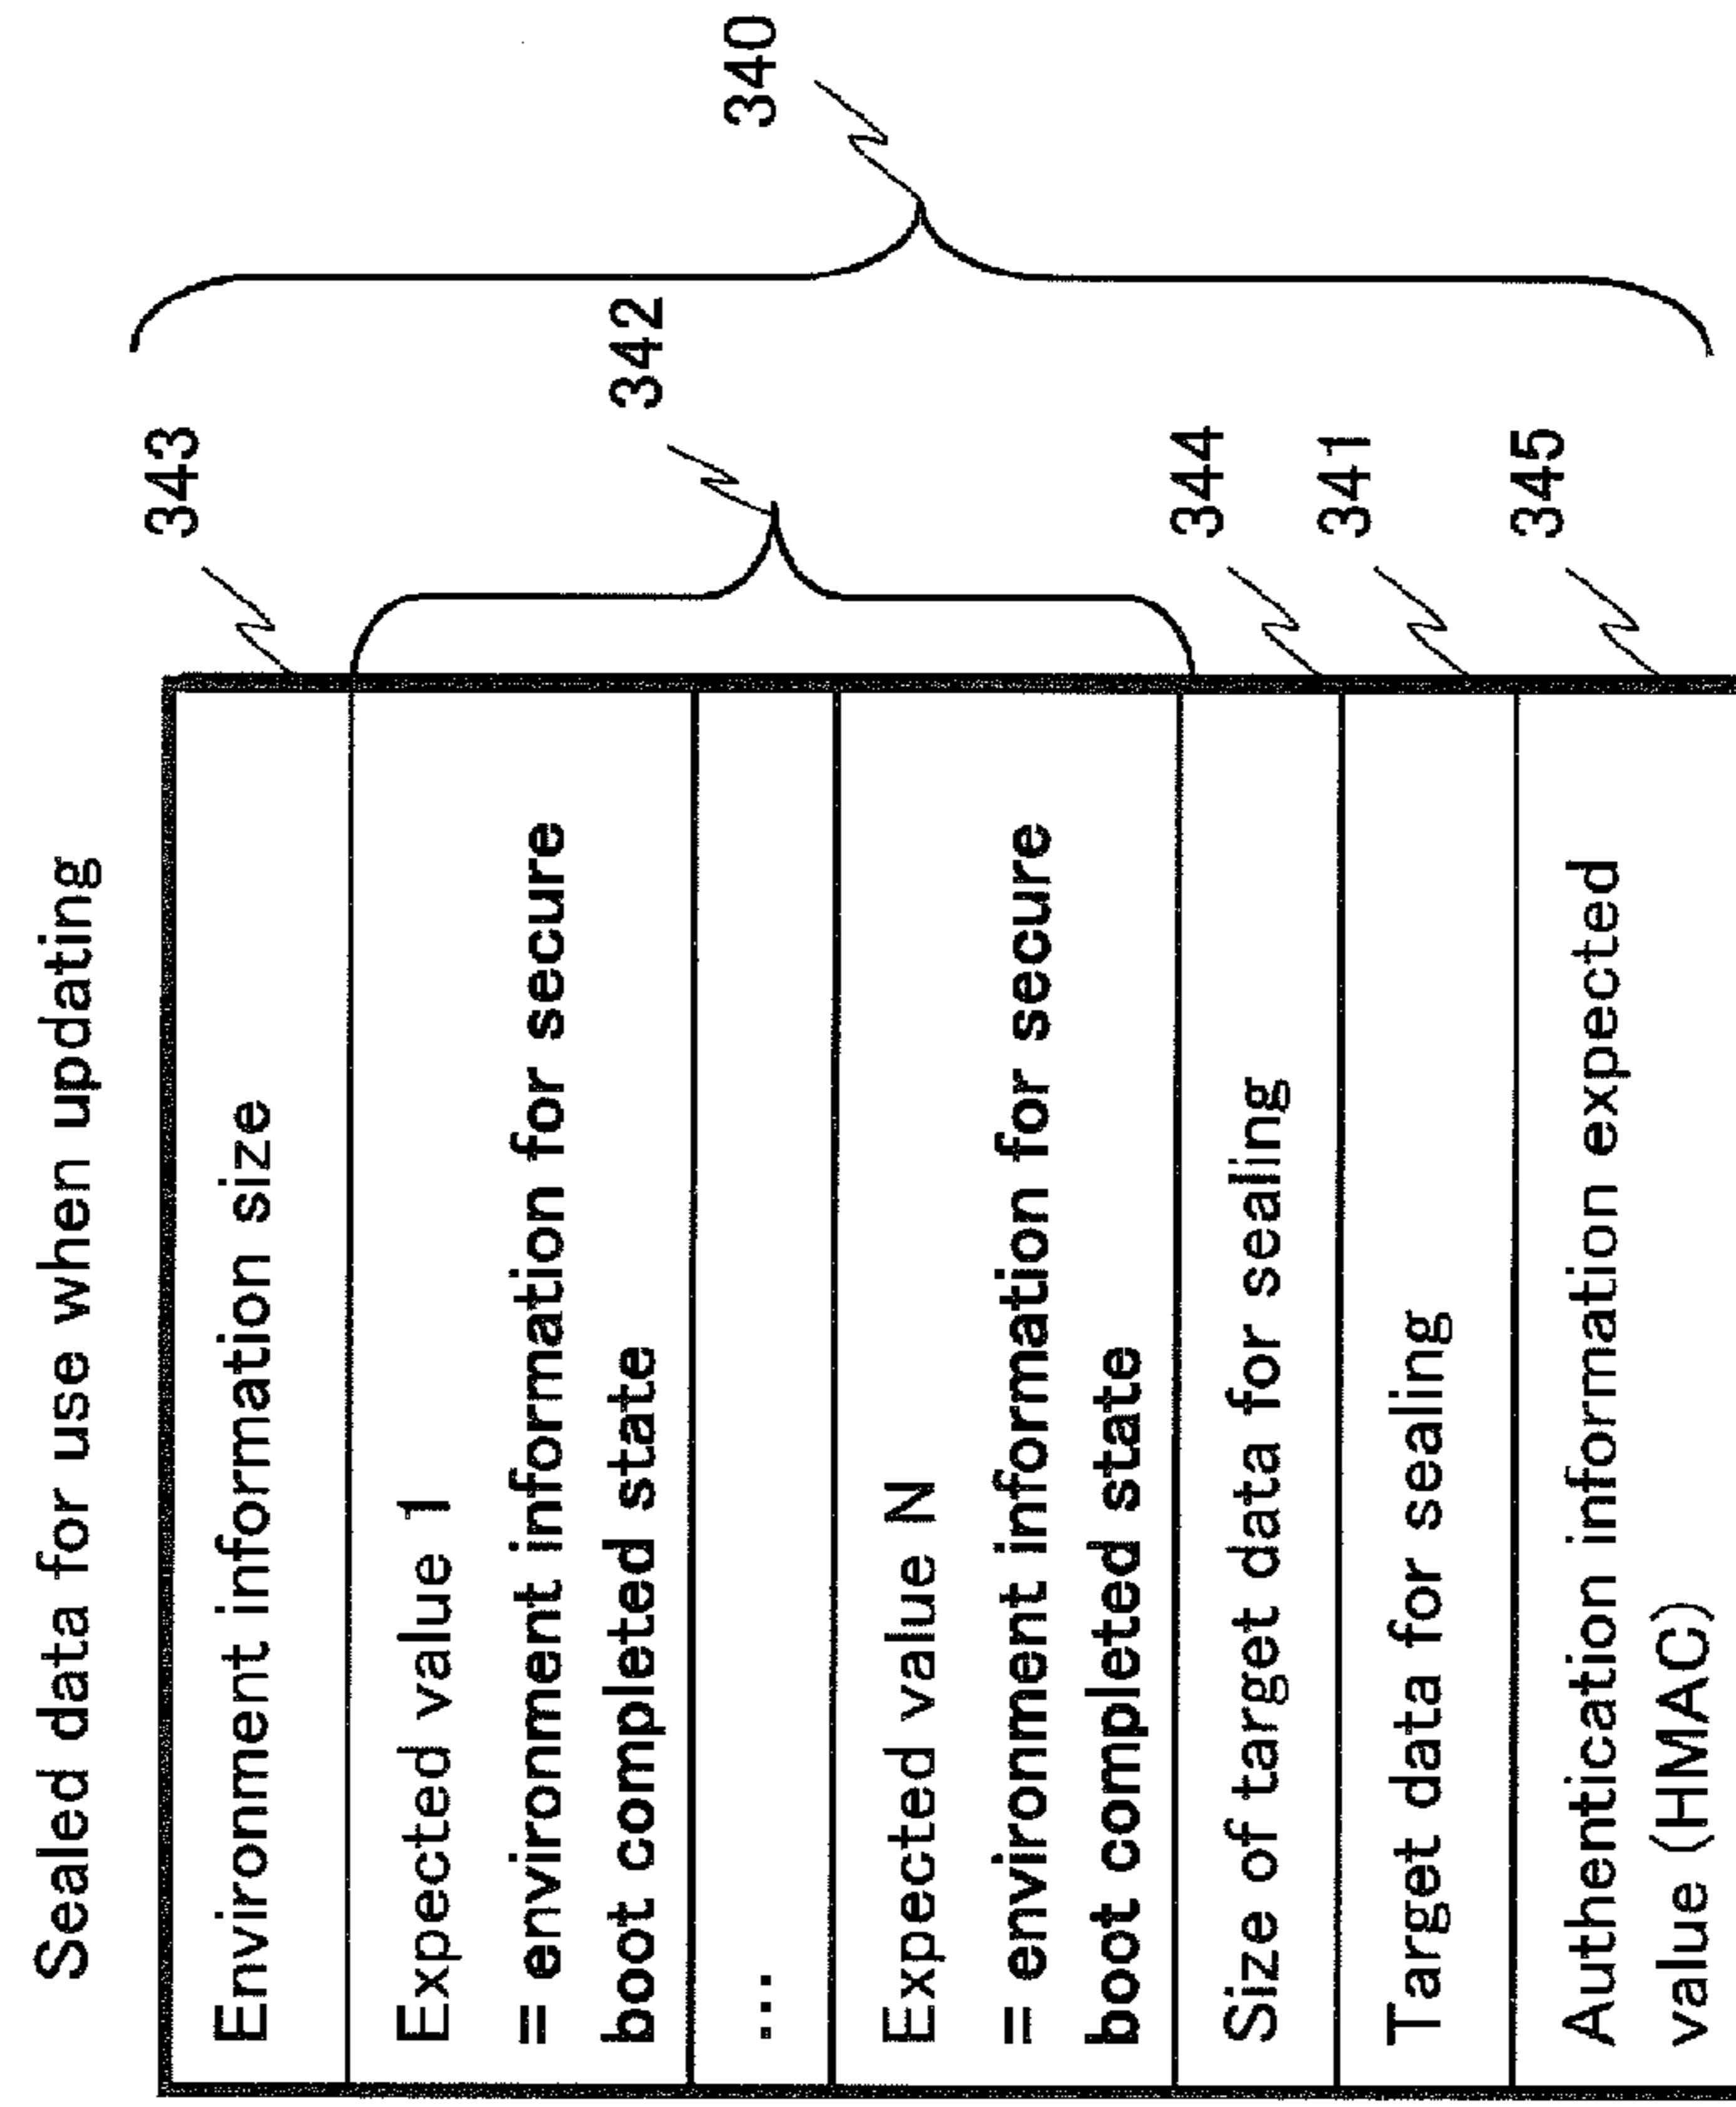 Sealed data for use when updating
Environment information size
343
Expected value 1
= environment information for secure
boot completed state
...
342
340
Expected value N
= environment information for secure
boot completed state
Size of target data for sealing
344
Target data for sealing
341
Authentication information expected
value (HMAC)
345